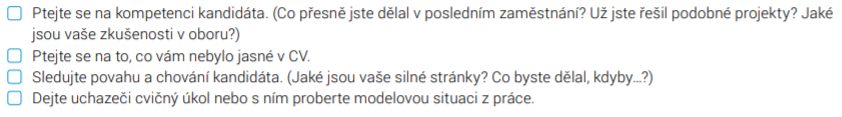 Ptejte se na kompetenci kandidáta. (Co přesně jste dělal v posledním zaměstnání? Už jste řešil podobné projekty? Jaké
jsou vaše zkušenosti v oboru?)
Ptejte se na to, co vám nebylo jasné v CV.
Sledujte povahu a chování kandidáta. (Jaké jsou vaše silné stránky? Co byste dělal, kdyby...?)
Dejte uchazeči cvičný úkol nebo s ním proberte modelovou situaci z práce.